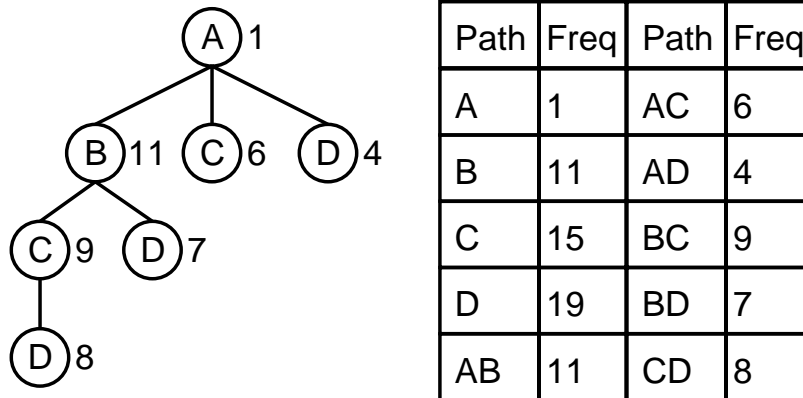 A 1
B 11 C 6 D 4
C 9 D 7
D 8
Path Freq Path Freq
A 1 AC 6
B 11 AD 4
C 15 BC 9
D 19 BD 7
AB 11 CD 8